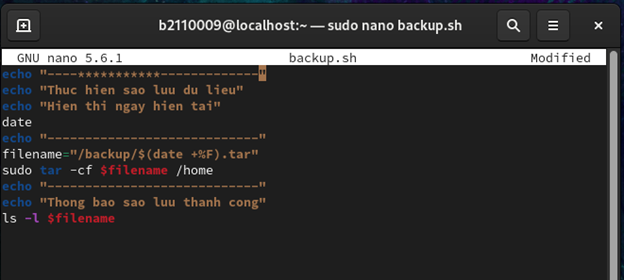 b2110009@localhost:~ — sudo nano backup.sh
GNU nano 5.6.1 backup.sh Modified
echo "----***********-------------"
echo "Thuc hien sao luu du lieu"
echo "Hien thi ngay hien tai"
date
echo "----------------------------"
filename="/backup/$(date +%F).tar"
sudo tar -cf $filename /home
echo "----------------------------"
echo "Thong bao sao luu thanh cong"
ls -l $filename